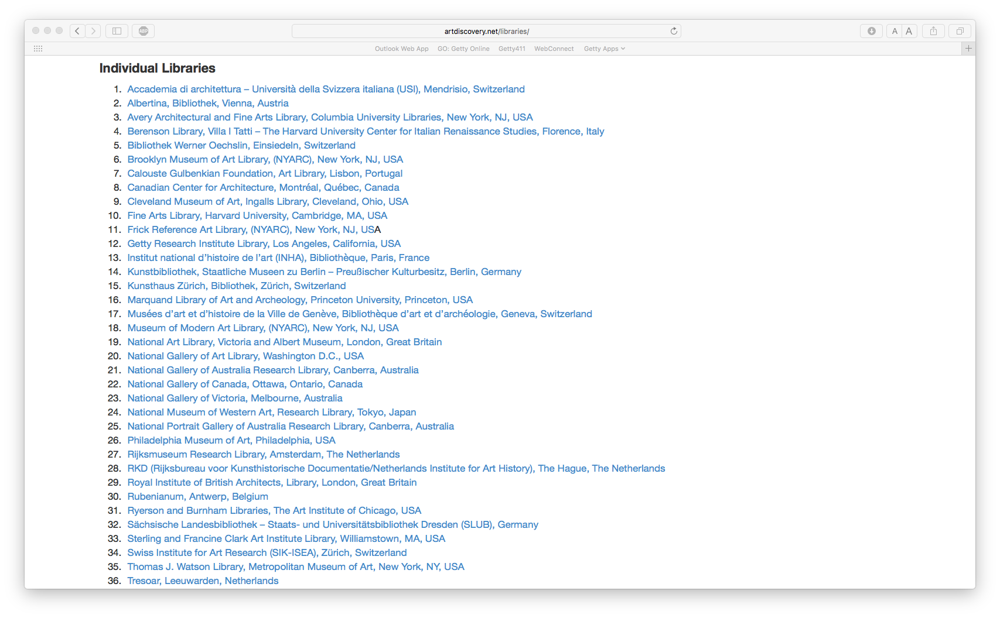 ABP
artdiscovery.net/libraries/
A A
Outlook Web App GO: Getty Online Getty411 WebConnect Getty Apps
Individual Libraries
1. Accademia di architettura – Università della Svizzera italiana (USI), Mendrisio, Switzerland
2. Albertina, Bibliothek, Vienna, Austria
3. Avery Architectural and Fine Arts Library, Columbia University Libraries, New York, NJ, USA
4. Berenson Library, Villa I Tatti – The Harvard University Center for Italian Renaissance Studies, Florence, Italy
5. Bibliothek Werner Oechslin, Einsiedeln, Switzerland
6. Brooklyn Museum of Art Library, (NYARC), New York, NJ, USA
7. Calouste Gulbenkian Foundation, Art Library, Lisbon, Portugal
8. Canadian Center for Architecture, Montréal, Québec, Canada
9. Cleveland Museum of Art, Ingalls Library, Cleveland, Ohio, USA
10. Fine Arts Library, Harvard University, Cambridge, MA, USA
11. Frick Reference Art Library, (NYARC), New York, NJ, USA
12. Getty Research Institute Library, Los Angeles, California, USA
13. Institut national d’histoire de l’art (INHA), Bibliothèque, Paris, France
14. Kunstbibliothek, Staatliche Museen zu Berlin – Preußischer Kulturbesitz, Berlin, Germany
15. Kunsthaus Zürich, Bibliothek, Zürich, Switzerland
16. Marquand Library of Art and Archeology, Princeton University, Princeton, USA
17. Musées d’art et d’histoire de la Ville de Genève, Bibliothèque d’art et d’archéologie, Geneva, Switzerland
18. Museum of Modern Art Library, (NYARC), New York, NJ, USA
19. National Art Library, Victoria and Albert Museum, London, Great Britain
20. National Gallery of Art Library, Washington D.C., USA
21. National Gallery of Australia Research Library, Canberra, Australia
22. National Gallery of Canada, Ottawa, Ontario, Canada
23. National Gallery of Victoria, Melbourne, Australia
24. National Museum of Western Art, Research Library, Tokyo, Japan
25. National Portrait Gallery of Australia Research Library, Canberra, Australia
26. Philadelphia Museum of Art, Philadelphia, USA
27. Rijksmuseum Research Library, Amsterdam, The Netherlands
28. RKD (Rijksbureau voor Kunsthistorische Documentatie/Netherlands Institute for Art History), The Hague, The Netherlands
29. Royal Institute of British Architects, Library, London, Great Britain
30. Rubenianum, Antwerp, Belgium
31. Ryerson and Burnham Libraries, The Art Institute of Chicago, USA
32. Sächsische Landesbibliothek – Staats- und Universitätsbibliothek Dresden (SLUB), Germany
33. Sterling and Francine Clark Art Institute Library, Williamstown, MA, USA
34. Swiss Institute for Art Research (SIK-ISEA), Zürich, Switzerland
35. Thomas J. Watson Library, Metropolitan Museum of Art, New York, NY, USA
36. Tresoar, Leeuwarden, Netherlands